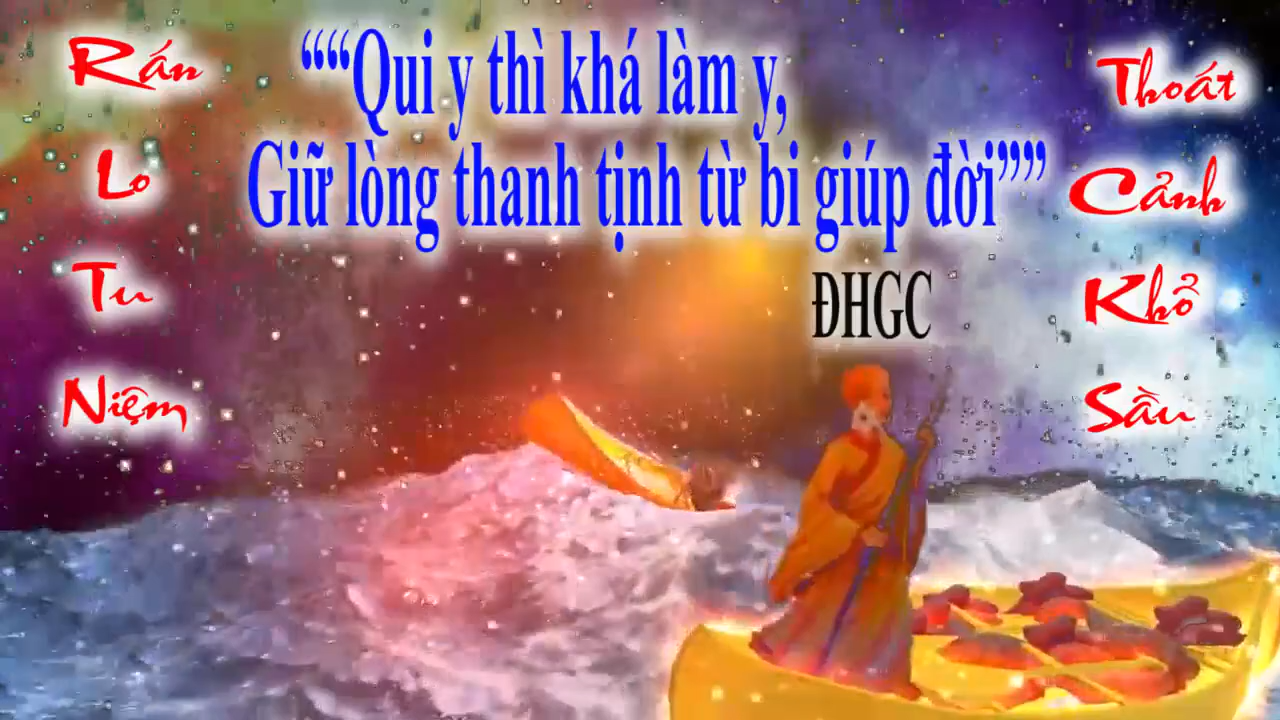 ““Qui y thì khá làm y,
Giữ lòng thanh tịnh từ bi giúp đời””
ĐHGC
Rán
Lo
Tu
Niệm
Thoát
Cảnh
Khổ
Sầu